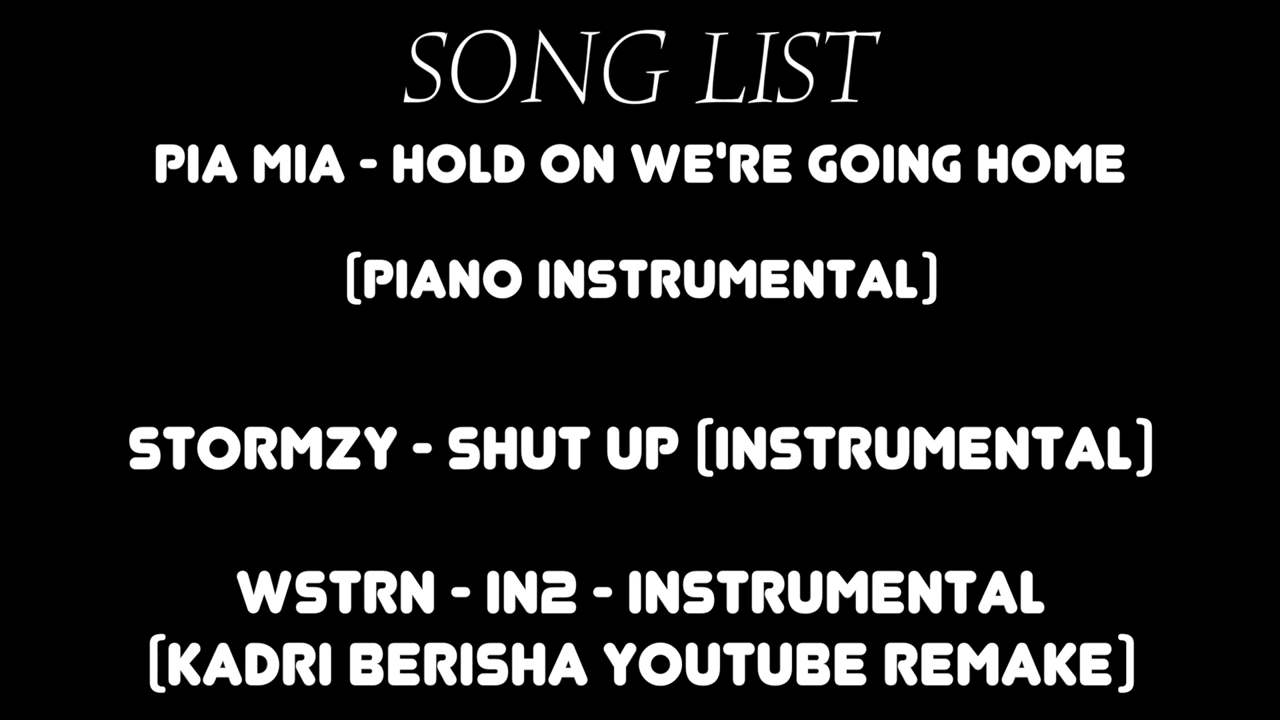 SONG LIST
PIA MIA - HOLD ON WE'RE GOING HOME
(PIANO INSTRUMENTAL)
STORMZY - SHUT UP (INSTRUMENTAL)
WSTRN - IN2 - INSTRUMENTAL
(KADRI BERISHA YOUTUBE REMAKE)